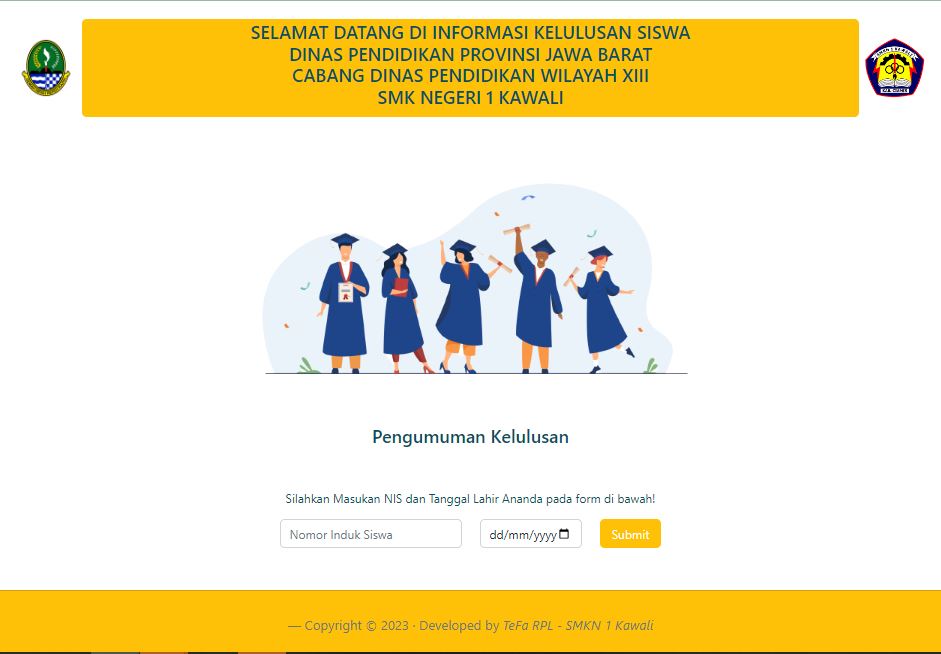 SELAMAT DATANG DI INFORMASI KELULUSAN SISWA
DINAS PENDIDIKAN PROVINSI JAWA BARAT
CABANG DINAS PENDIDIKAN WILAYAH XIII
SMK NEGERI 1 KAWALI
Pengumuman Kelulusan
Silahkan Masukan NIS dan Tanggal Lahir Ananda pada form di bawah!
Nomor Induk Siswa
dd/mm/yyyy
Submit
— Copyright © 2023 · Developed by TeFa RPL - SMKN 1 Kawali